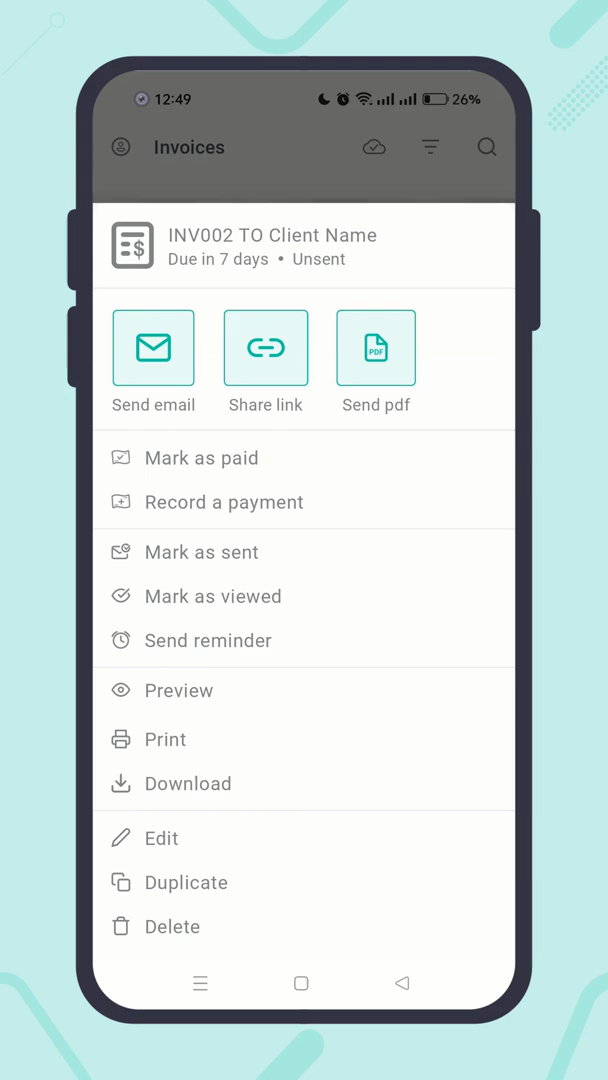 12:49
26%
Invoices
INV002 TO Client Name
Due in 7 days • Unsent
Send email
Share link
PDF
Send pdf
Mark as paid
Record a payment
Mark as sent
Mark as viewed
Send reminder
Preview
Print
Download
Edit
Duplicate
Delete